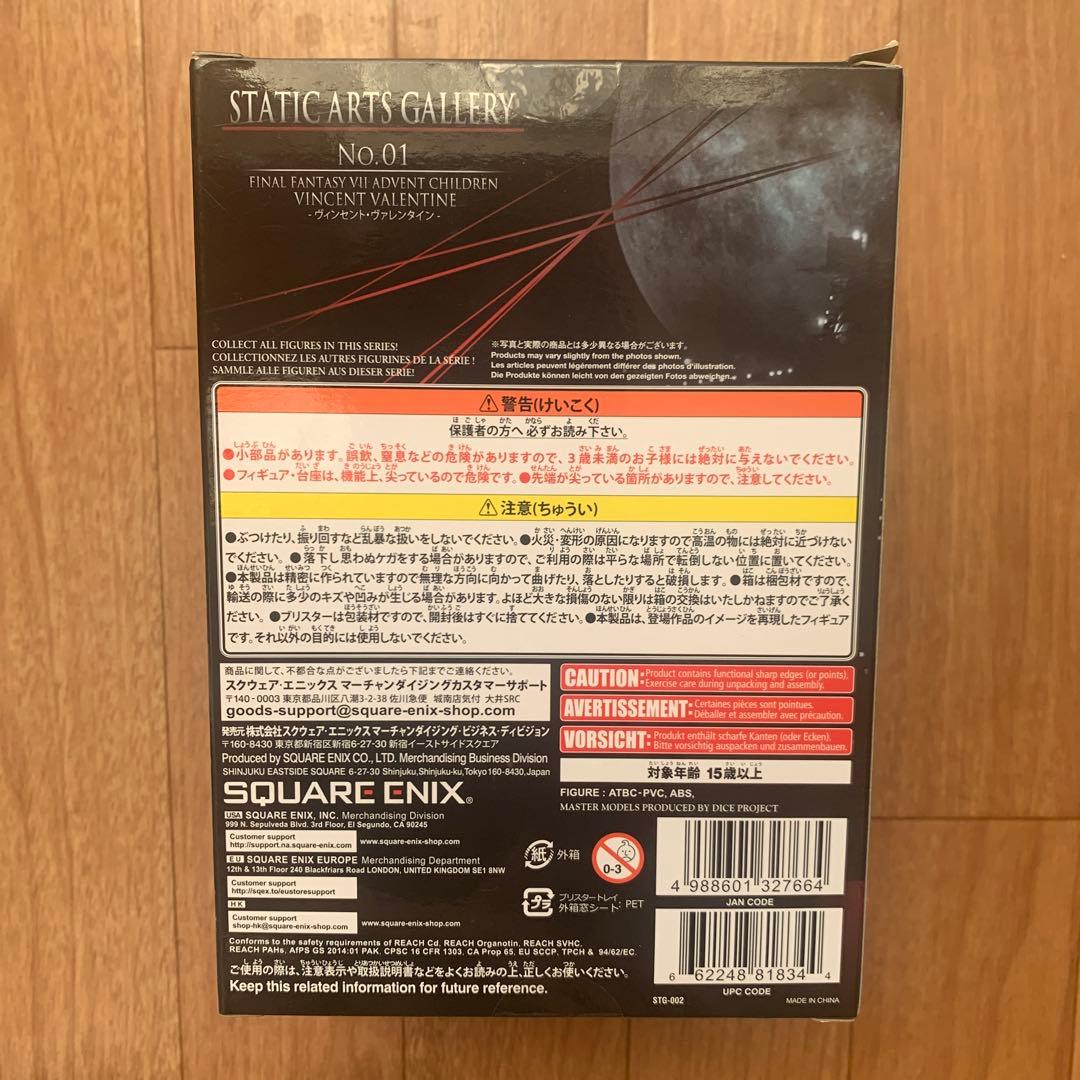 STATIC ARTS GALLERY
No.01
FINAL FANTASY VII ADVENT CHILDREN
VINCENT VALENTINE
- ヴィンセント・ヴァレンタイン -
COLLECT ALL FIGURES IN THIS SERIES!
COLLECTIONNEZ LES AUTRES FIGURINES DE LA SÉRIE !
SAMMLE ALLE FIGUREN AUS DIESER SERIE!
※写真と実際の商品とは多少異なる場合がございます。
Products may vary slightly from the photos shown.
Les articles peuvent légèrement différer des photos d'illustration.
Die Produkte können leicht von den gezeigten Fotos abweichen.
⚠警告(けいこく)
保護者の方へ 必ずお読み下さい。
●小部品があります。誤飲、窒息などの危険がありますので、3歳未満のお子様には絶対に与えないでください。
●フィギュア・台座は、機能上、尖っているので危険です。●先端が尖っている箇所がありますので、注意してください。
⚠注意(ちゅうい)
●ぶつけたり、振り回すなど乱暴な扱いをしないでください。●火災・変形の原因になりますので高温の物には絶対に近づけない
でください。●落下し思わぬケガをする場合がありますので、ご利用の際は平らな場所で転倒しない位置に置いてください。
●本製品は精密に作られていますので無理な方向に向かって曲げたり、落としたりすると破損します。●箱は梱包材ですので、
輸送の際に多少のキズや凹みが生じる場合があります。よほど大きな損傷のない限りは箱の交換はいたしかねますのでご了承く
ださい。●ブリスターは包装材ですので、開封後はすぐに捨ててください。●本製品は、登場作品のイメージを再現したフィギュア
です。それ以外の目的には使用しないでください。
商品に関して、不都合な点がございましたら下記までご連絡ください。
スクウェア・エニックス マーチャンダイジングカスタマーサポート
〒140-0003 東京都品川区八潮3-2-38 佐川急便 城南店気付 大井SRC
goods-support@square-enix-shop.com
発売元 株式会社スクウェア・エニックス マーチャンダイジング・ビジネス・ディビジョン
〒160-8430 東京都新宿区新宿6-27-30 新宿イーストサイドスクエア
Produced by SQUARE ENIX CO., LTD. Merchandising Business Division
SHINJUKU EASTSIDE SQUARE 6-27-30 Shinjuku,Shinjuku-ku,Tokyo 160-8430,Japan
SQUARE ENIX®
USA SQUARE ENIX, INC. Merchandising Division
999 N. Sepulveda Blvd. 3rd Floor, El Segundo, CA 90245
Customer support
http://support.na.square-enix.com
www.square-enix-shop.com
EU SQUARE ENIX EUROPE Merchandising Department
12th & 13th Floor 240 Blackfriars Road LONDON, UNITED KINGDOM SE1 8NW
Customer support
http://sqex.to/eustoresupport
HK
Customer support
shop-hk@square-enix-shop.com
www.square-enix-shop.com
Conforms to the safety requirements of REACH Cd, REACH Organotin, REACH SVHC,
REACH PAHs, AfPS GS 2014:01 PAK, CPSC 16 CFR 1303, CA Prop 65, EU SCCP, TPCH & 94/62/EC.
ご使用の際は、注意表示や取扱説明書などをよくお読みの上、正しくお使いください。
Keep this related information for future reference.
CAUTION: Product contains functional sharp edges (or points).
Exercise care during unpacking and assembly.
AVERTISSEMENT: Certaines pièces sont pointues.
Déballer et assembler avec précaution.
VORSICHT: Produkt enthält scharfe Kanten (oder Ecken).
Bitte vorsichtig auspacken und zusammenbauen.
対象年齢 15歳以上
FIGURE : ATBC-PVC, ABS,
MASTER MODELS PRODUCED BY DICE PROJECT
紙 外箱
0-3
プラ ブリスタートレイ,
外箱窓シート: PET
4 988601 327664
JAN CODE
6 62248 81834 4
UPC CODE
STG-002
MADE IN CHINA